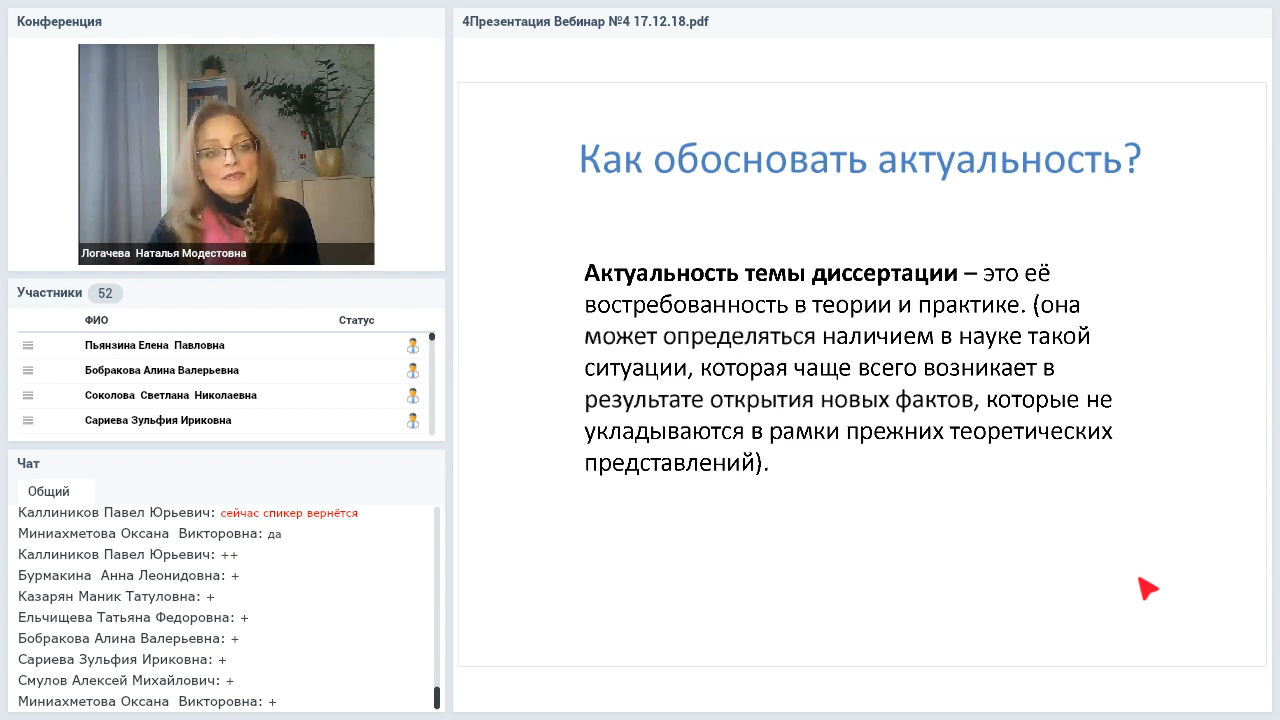 Конференция
Логачева Наталья Модестовна
Участники 52
ФИО Статус
Пьянзина Елена Павловна
Бобракова Алина Валерьевна
Соколова Светлана Николаевна
Сариева Зульфия Ириковна
Чат
Общий
Каллиников Павел Юрьевич: сейчас спикер вернётся
Миниахметова Оксана Викторовна: да
Каллиников Павел Юрьевич: ++
Бурмакина Анна Леонидовна: +
Казарян Маник Татуловна: +
Ельчищева Татьяна Федоровна: +
Бобракова Алина Валерьевна: +
Сариева Зульфия Ириковна: +
Смулов Алексей Михайлович: +
Миниахметова Оксана Викторовна: +
4Презентация Вебинар №4 17.12.18.pdf
Как обосновать актуальность?
Актуальность темы диссертации – это её
востребованность в теории и практике. (она
может определяться наличием в науке такой
ситуации, которая чаще всего возникает в
результате открытия новых фактов, которые не
укладываются в рамки прежних теоретических
представлений).